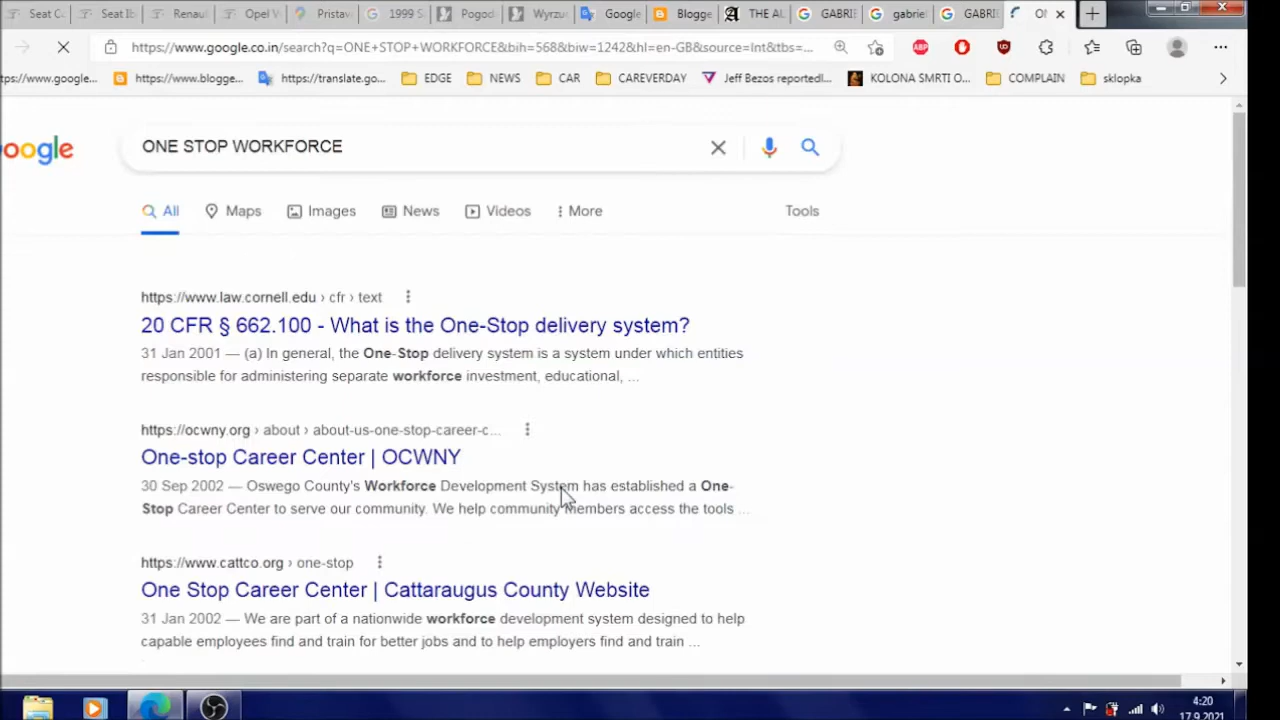 Seat C
Seat Ib
Renaul
Opel V
Pristav
1999 S
Pogod
Wyrzu
Google
Blogge
THE AL
GABRIE
gabriel
GABRIE
https://www.google.co.in/search?q=ONE+STOP+WORKFORCE&bih=568&biw=1242&hl=en-GB&source=lnt&tbs=...
ttps://www.google...
https://www.blogge...
https://translate.go...
EDGE
NEWS
CAR
CAREVERDAY
Jeff Bezos reportedl...
KOLONA SMRTI O...
COMPLAIN
sklopka
oogle
ONE STOP WORKFORCE
All
Maps
Images
News
Videos
More
Tools
https://www.law.cornell.edu › cfr › text
20 CFR § 662.100 - What is the One-Stop delivery system?
31 Jan 2001 — (a) In general, the One-Stop delivery system is a system under which entities
responsible for administering separate workforce investment, educational, ...
https://ocwny.org › about › about-us-one-stop-career-c...
One-stop Career Center | OCWNY
30 Sep 2002 — Oswego County's Workforce Development System has established a One-
Stop Career Center to serve our community. We help community members access the tools ...
https://www.cattco.org › one-stop
One Stop Career Center | Cattaraugus County Website
31 Jan 2002 — We are part of a nationwide workforce development system designed to help
capable employees find and train for better jobs and to help employers find and train ...
4:20
17.9.2021